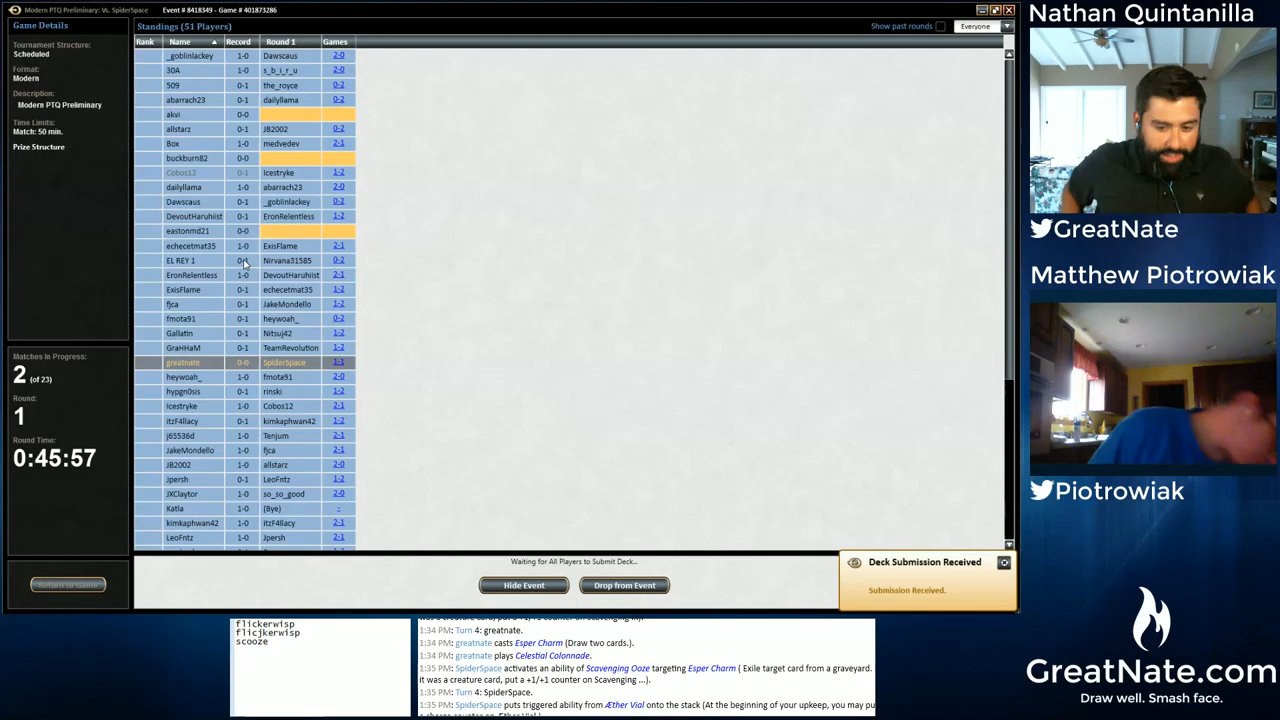 Modern PTQ Preliminary: Vs. SpiderSpace Event # 8418349 - Game # 401873286
Game Details
Tournament Structure:
Scheduled
Format:
Modern
Description:
Modern PTQ Preliminary
Time Limits:
Match: 50 min.
Prize Structure
Matches In Progress:
2 (of 23)
Round:
1
Round Time:
0:45:57
Return to Game
Standings (51 Players) Show past rounds Everyone
Rank Name Record Round 1 Games
_goblinlackey 1-0 Dawscaus 2-0
30A 1-0 s_b_i_r_u 2-0
509 0-1 the_royce 0-2
abarrach23 0-1 dailyllama 0-2
akvi 0-0
allstarz 0-1 JB2002 0-2
Box 1-0 medvedev 2-1
buckburn82 0-0
Cobos12 0-1 Icestryke 1-2
dailyllama 1-0 abarrach23 2-0
Dawscaus 0-1 _goblinlackey 0-2
DevoutHaruhiist 0-1 EronRelentless 1-2
eastonmd21 0-0
echecetmat35 1-0 ExisFlame 2-1
EL REY 1 0-1 Nirvana31585 0-2
EronRelentless 1-0 DevoutHaruhiist 2-1
ExisFlame 0-1 echecetmat35 1-2
fjca 0-1 JakeMondello 1-2
fmota91 0-1 heywoah_ 0-2
Gallatin 0-1 Nitsuj42 1-2
GraHHaM 0-1 TeamRevolution 1-2
greatnate 0-0 SpiderSpace 1-1
heywoah_ 1-0 fmota91 2-0
hypgn0sis 0-1 rinski 1-2
Icestryke 1-0 Cobos12 2-1
itzF4llacy 0-1 kimkaphwan42 1-2
j65536d 1-0 Tenjum 2-1
JakeMondello 1-0 fjca 2-1
JB2002 1-0 allstarz 2-0
Jpersh 0-1 LeoFntz 1-2
JXClaytor 1-0 so_so_good 2-0
Katla 1-0 (Bye) -
kimkaphwan42 1-0 itzF4llacy 2-1
LeoFntz 1-0 Jpersh 2-1
Waiting for All Players to Submit Deck...
Hide Event Drop from Event
Deck Submission Received
Submission Received.
flickerwisp
flicjkerwisp
scooze
was a creature card, put a +1/+1 counter on Scavenging ...).
1:34 PM: Turn 4: greatnate.
1:34 PM: greatnate casts Esper Charm (Draw two cards.).
1:34 PM: greatnate plays Celestial Colonnade.
1:35 PM: SpiderSpace activates an ability of Scavenging Ooze targeting Esper Charm ( Exile target card from a graveyard.
it was a creature card, put a +1/+1 counter on Scavenging ...).
1:35 PM: Turn 4: SpiderSpace.
1:35 PM: SpiderSpace puts triggered ability from Æther Vial onto the stack (At the beginning of your upkeep, you may pu
Nathan Quintanilla
GreatNate
Matthew Piotrowiak
Piotrowiak
GreatNate.com
Draw well. Smash face.